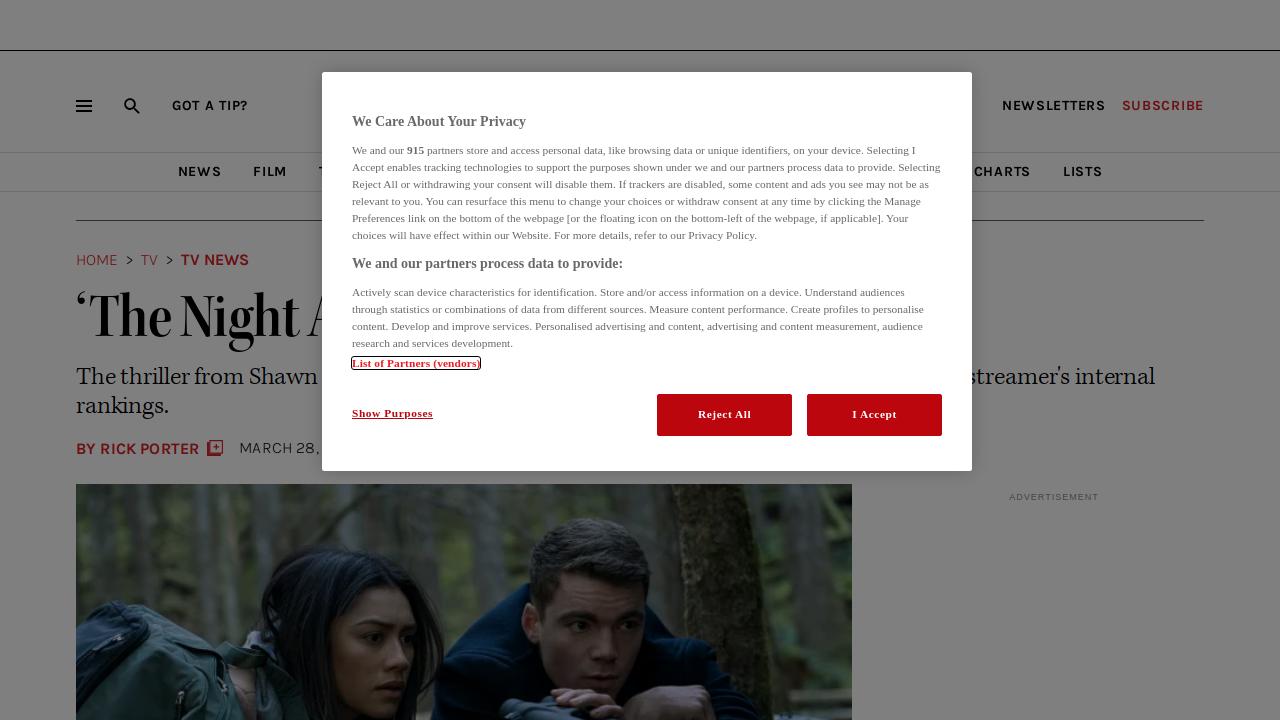 GOT A TIP?
NEWSLETTERS
SUBSCRIBE
NEWS
FILM
CHARTS
LISTS
HOME > TV > TV NEWS
‘The Night
The thriller from Shawn
streamer's internal
rankings.
BY RICK PORTER
MARCH 28,
ADVERTISEMENT
We Care About Your Privacy
We and our 915 partners store and access personal data, like browsing data or unique identifiers, on your device. Selecting I
Accept enables tracking technologies to support the purposes shown under we and our partners process data to provide. Selecting
Reject All or withdrawing your consent will disable them. If trackers are disabled, some content and ads you see may not be as
relevant to you. You can resurface this menu to change your choices or withdraw consent at any time by clicking the Manage
Preferences link on the bottom of the webpage [or the floating icon on the bottom-left of the webpage, if applicable]. Your
choices will have effect within our Website. For more details, refer to our Privacy Policy.
We and our partners process data to provide:
Actively scan device characteristics for identification. Store and/or access information on a device. Understand audiences
through statistics or combinations of data from different sources. Measure content performance. Create profiles to personalise
content. Develop and improve services. Personalised advertising and content, advertising and content measurement, audience
research and services development.
List of Partners (vendors)
Show Purposes
Reject All
I Accept